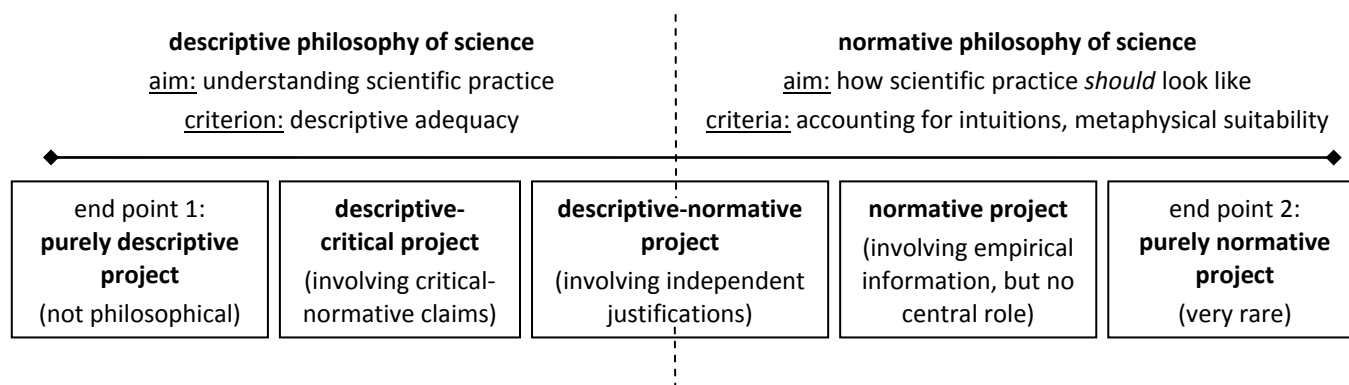 descriptive philosophy of science
aim: understanding scientific practice
criterion: descriptive adequacy
normative philosophy of science
aim: how scientific practice should look like
criteria: accounting for intuitions, metaphysical suitability
end point 1:
purely descriptive
project
(not philosophical)
descriptive-
critical project
(involving critical-
normative claims)
descriptive-normative
project
(involving independent
justifications)
normative project
(involving empirical
information, but no
central role)
end point 2:
purely normative
project
(very rare)